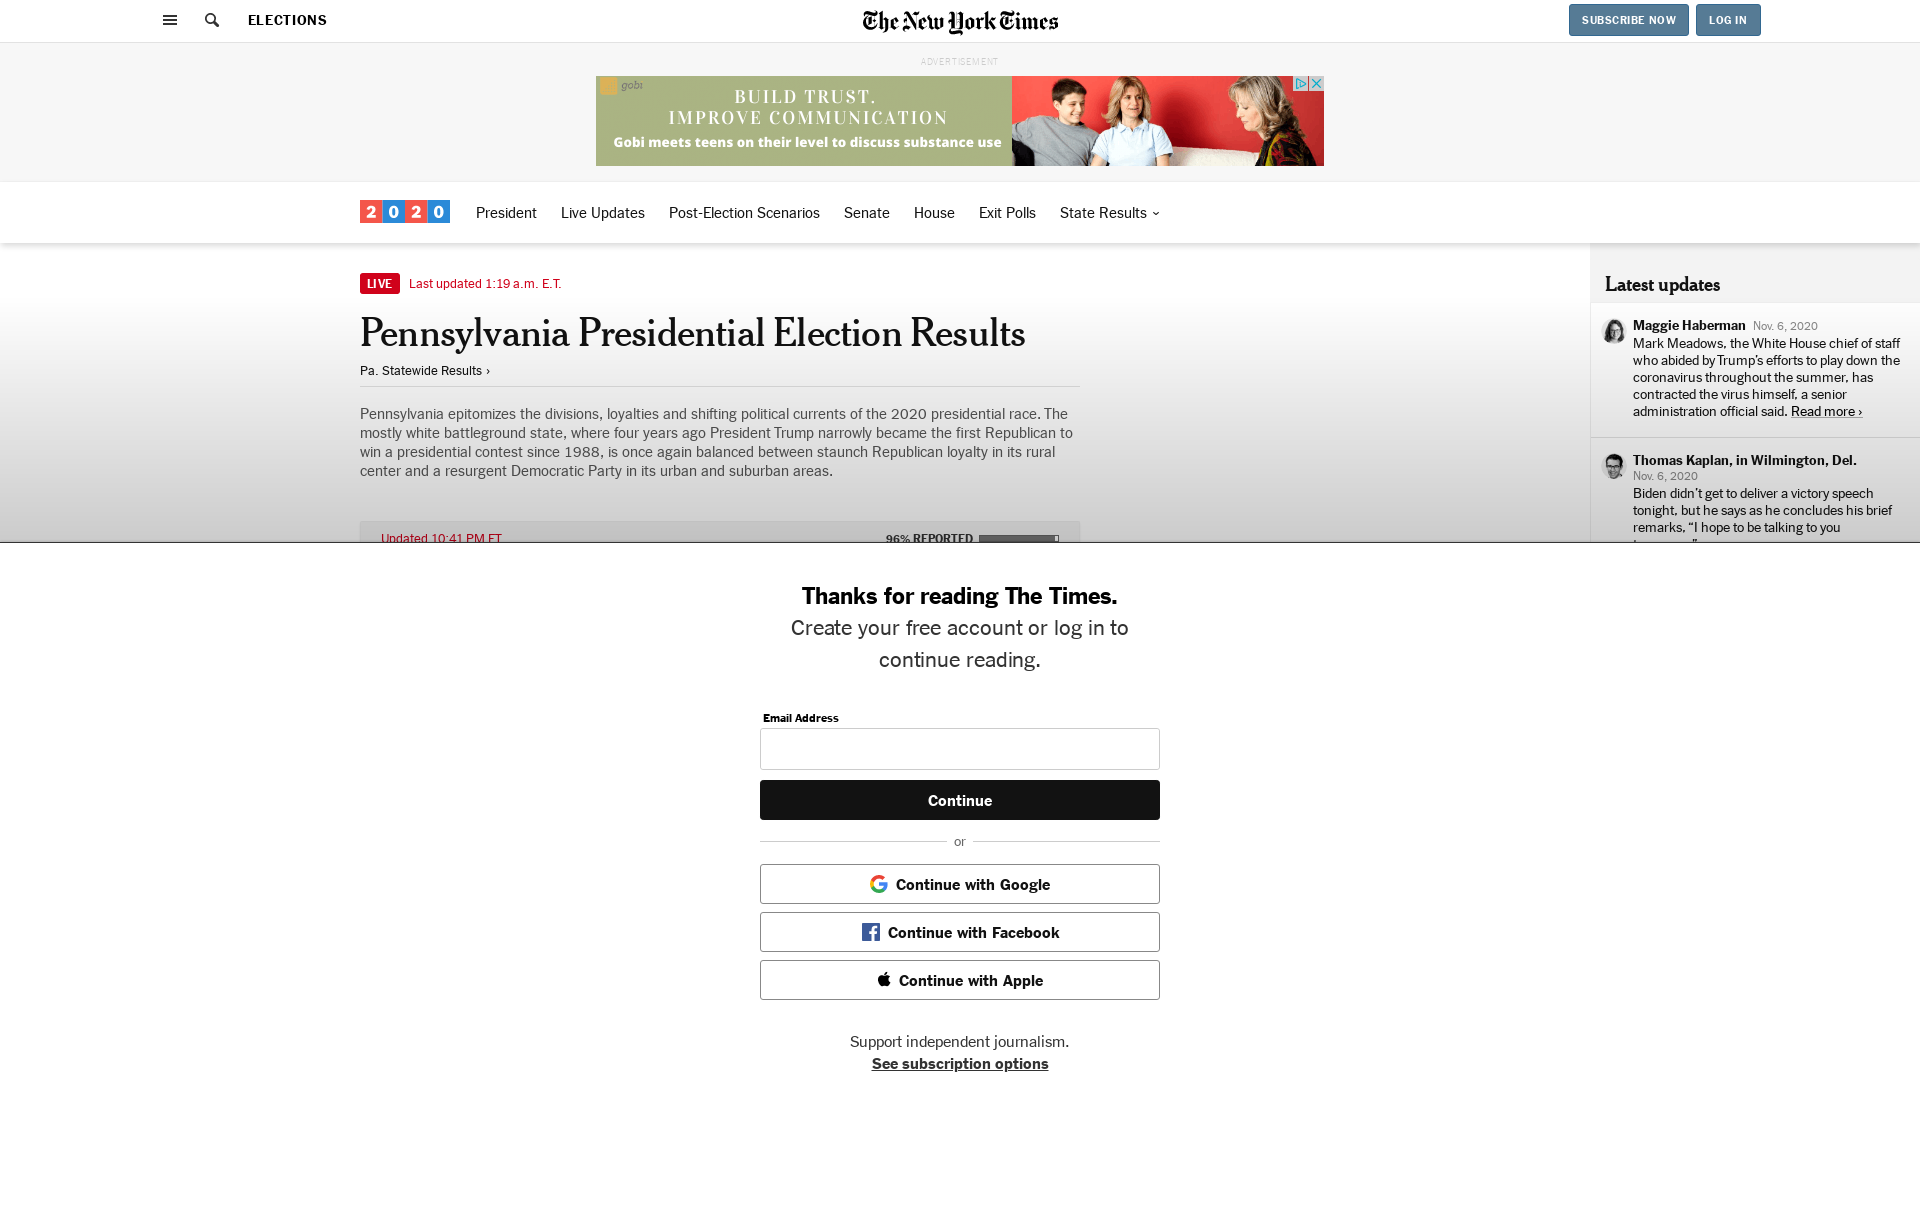 ELECTIONS
The New York Times
SUBSCRIBE NOW
LOG IN
ADVERTISEMENT
gobi
BUILD TRUST.
IMPROVE COMMUNICATION
Gobi meets teens on their level to discuss substance use
2020
President
Live Updates
Post-Election Scenarios
Senate
House
Exit Polls
State Results
LIVE
Last updated 1:19 a.m. E.T.
Pennsylvania Presidential Election Results
Pa. Statewide Results ›
Pennsylvania epitomizes the divisions, loyalties and shifting political currents of the 2020 presidential race. The
mostly white battleground state, where four years ago President Trump narrowly became the first Republican to
win a presidential contest since 1988, is once again balanced between staunch Republican loyalty in its rural
center and a resurgent Democratic Party in its urban and suburban areas.
Updated 10:41 PM ET
96% REPORTED
Latest updates
Maggie Haberman Nov. 6, 2020
Mark Meadows, the White House chief of staff
who abided by Trump’s efforts to play down the
coronavirus throughout the summer, has
contracted the virus himself, a senior
administration official said. Read more ›
Thomas Kaplan, in Wilmington, Del.
Nov. 6, 2020
Biden didn’t get to deliver a victory speech
tonight, but he says as he concludes his brief
remarks, “I hope to be talking to you
Thanks for reading The Times.
Create your free account or log in to
continue reading.
Email Address
Continue
or
Continue with Google
Continue with Facebook
Continue with Apple
Support independent journalism.
See subscription options